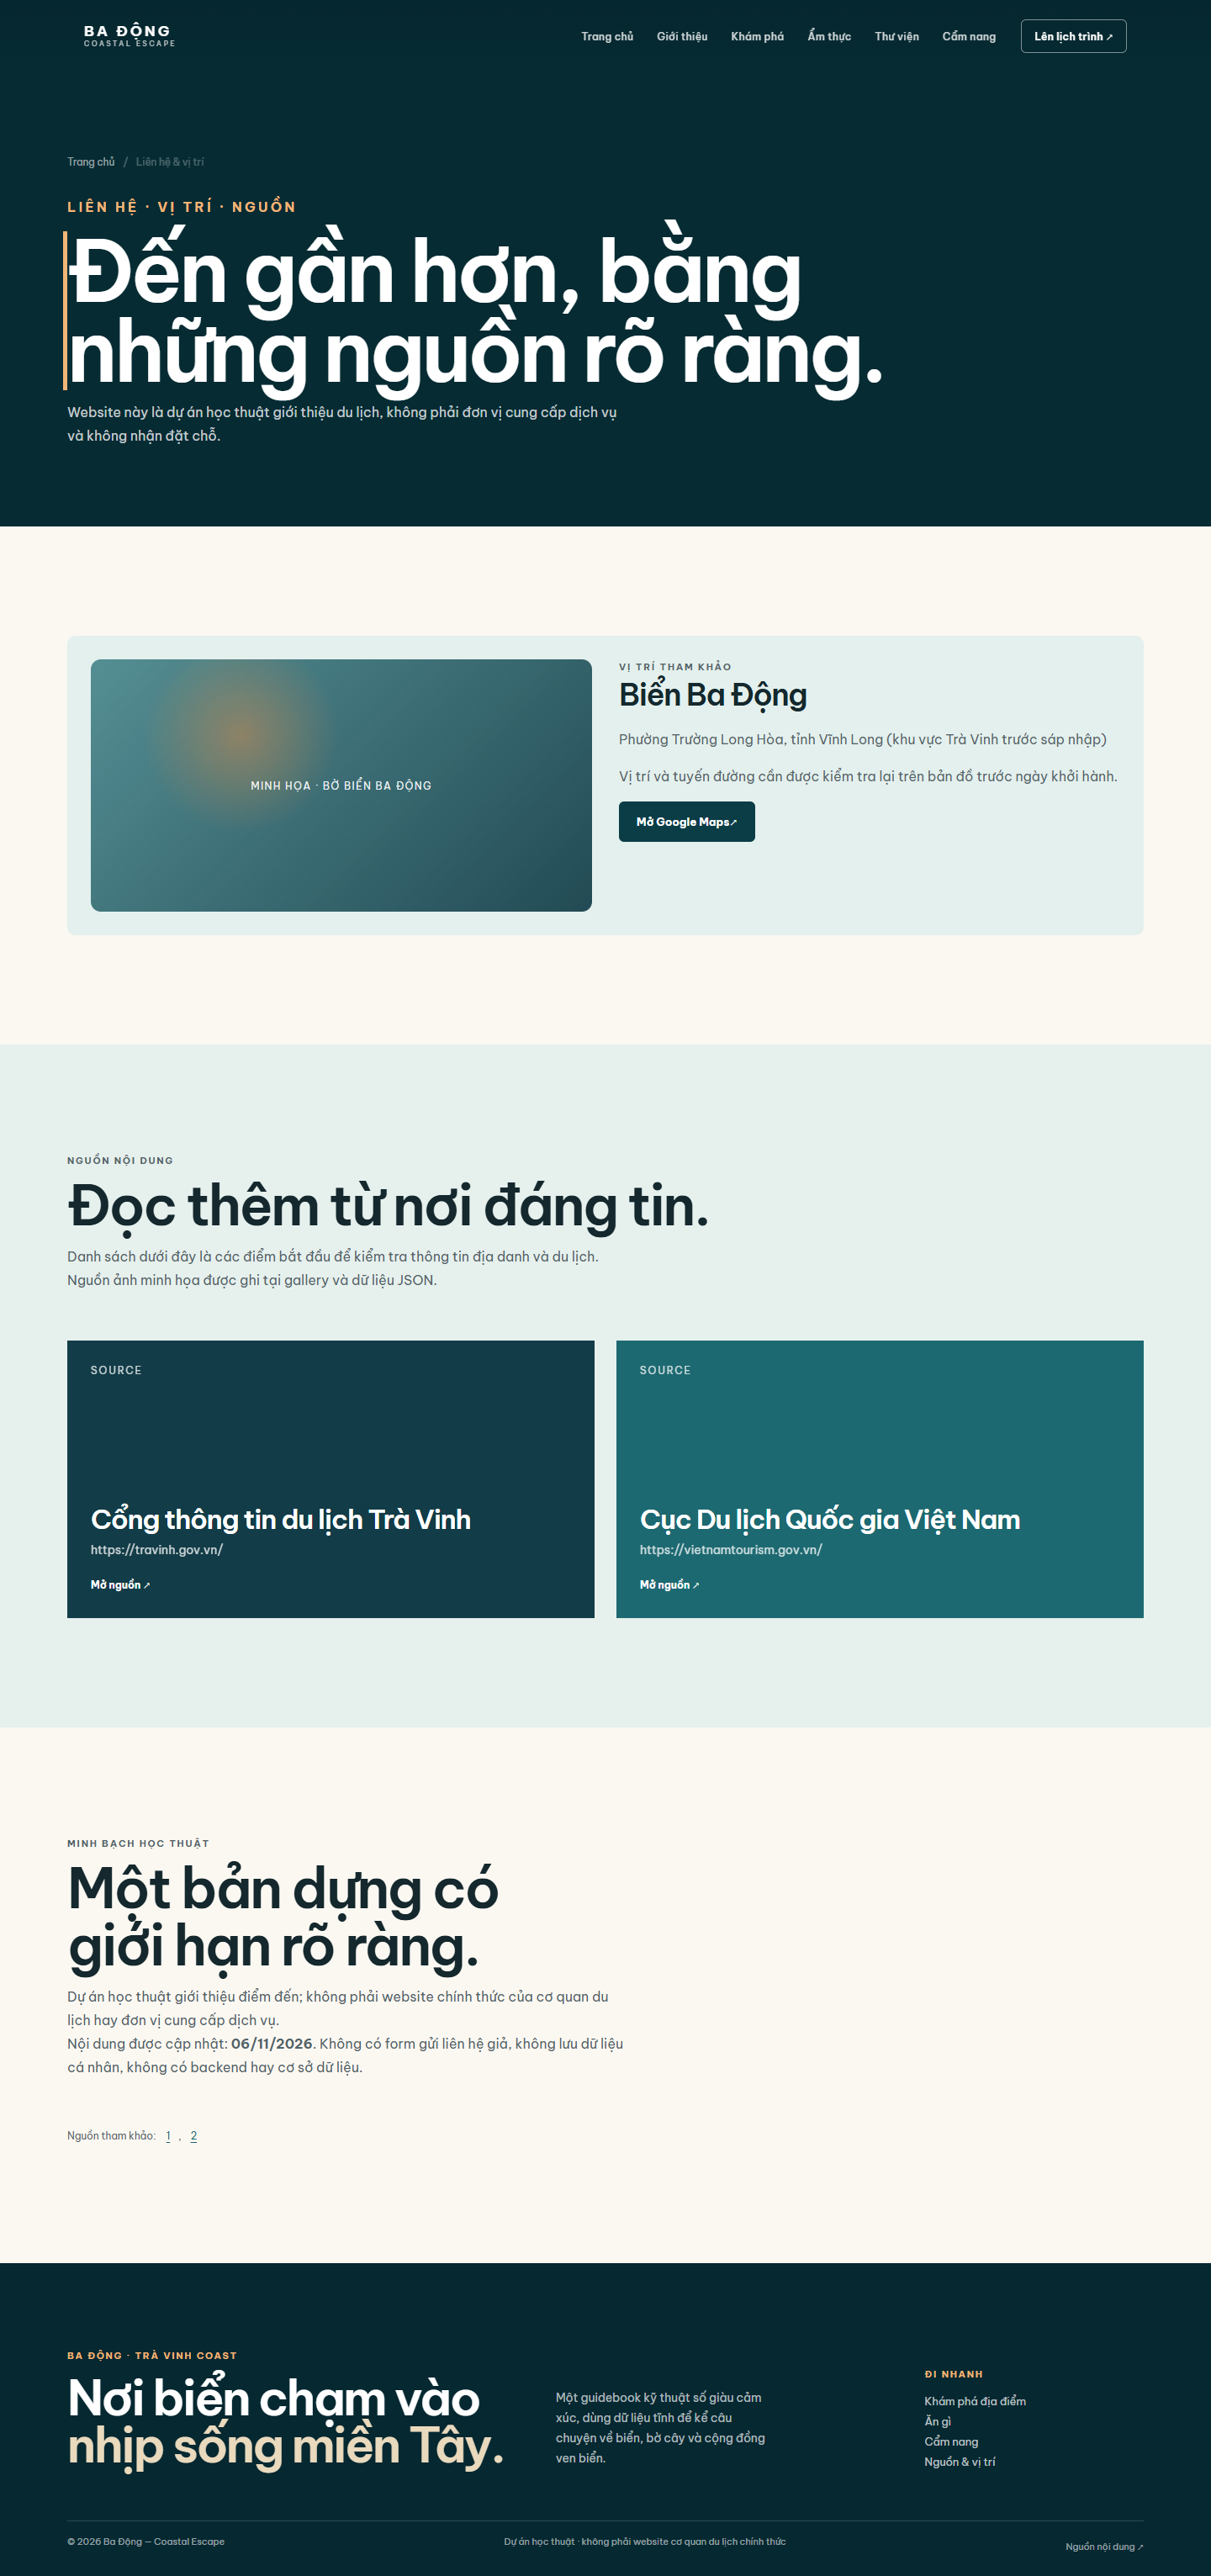 BA ĐỘNG
COASTAL ESCAPE
Trang chủ Giới thiệu Khám phá Ẩm thực Thư viện Cẩm nang Lên lịch trình ↗
Trang chủ / Liên hệ & vị trí
LIÊN HỆ · VỊ TRÍ · NGUỒN
Đến gần hơn, bằng
những nguồn rõ ràng.
Website này là dự án học thuật giới thiệu du lịch, không phải đơn vị cung cấp dịch vụ
và không nhận đặt chỗ.
MINH HỌA · BỜ BIỂN BA ĐỘNG
VỊ TRÍ THAM KHẢO
Biển Ba Động
Phường Trường Long Hòa, tỉnh Vĩnh Long (khu vực Trà Vinh trước sáp nhập)
Vị trí và tuyến đường cần được kiểm tra lại trên bản đồ trước ngày khởi hành.
Mở Google Maps↗
NGUỒN NỘI DUNG
Đọc thêm từ nơi đáng tin.
Danh sách dưới đây là các điểm bắt đầu để kiểm tra thông tin địa danh và du lịch.
Nguồn ảnh minh họa được ghi tại gallery và dữ liệu JSON.
SOURCE
Cổng thông tin du lịch Trà Vinh
https://travinh.gov.vn/
Mở nguồn ↗
SOURCE
Cục Du lịch Quốc gia Việt Nam
https://vietnamtourism.gov.vn/
Mở nguồn ↗
MINH BẠCH HỌC THUẬT
Một bản dựng có
giới hạn rõ ràng.
Dự án học thuật giới thiệu điểm đến; không phải website chính thức của cơ quan du
lịch hay đơn vị cung cấp dịch vụ.
Nội dung được cập nhật: 06/11/2026. Không có form gửi liên hệ giả, không lưu dữ liệu
cá nhân, không có backend hay cơ sở dữ liệu.
Nguồn tham khảo: 1 , 2
BA ĐỘNG · TRÀ VINH COAST
Nơi biển chạm vào
nhịp sống miền Tây.
Một guidebook kỹ thuật số giàu cảm
xúc, dùng dữ liệu tĩnh để kể câu
chuyện về biển, bờ cây và cộng đồng
ven biển.
ĐI NHANH
Khám phá địa điểm
Ăn gì
Cẩm nang
Nguồn & vị trí
© 2026 Ba Động — Coastal Escape
Dự án học thuật · không phải website cơ quan du lịch chính thức
Nguồn nội dung ↗